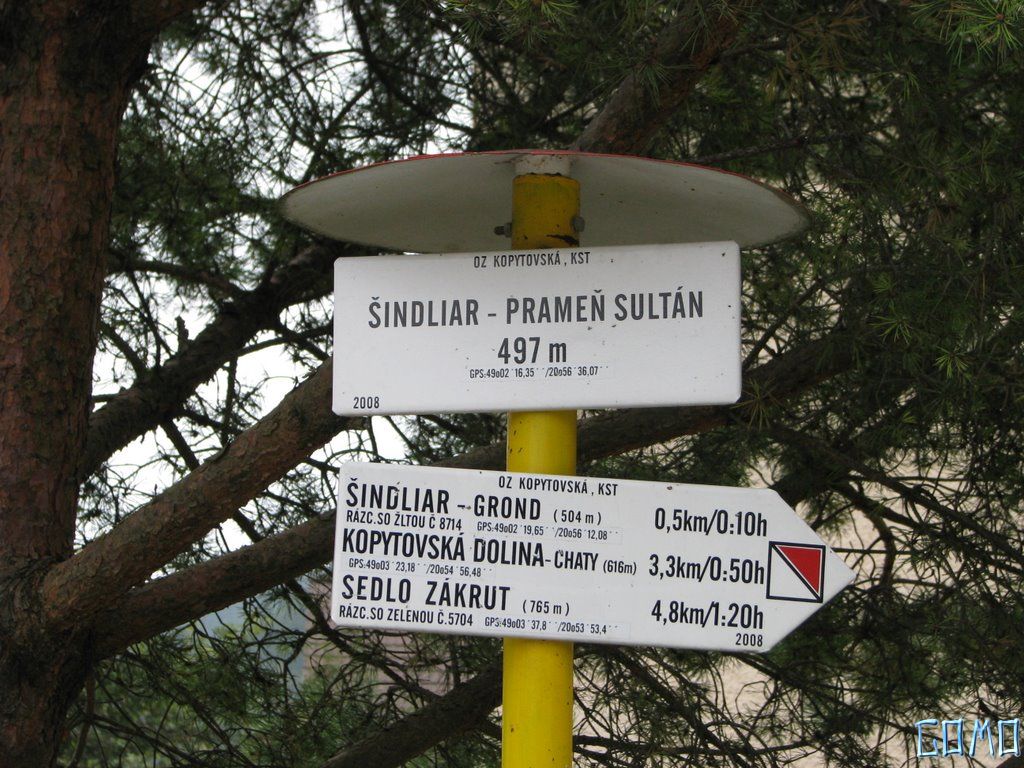 OZ KOPYTOVSKÁ, KST
ŠINDLIAR - PRAMEŇ SULTÁN
497 m
GPS:49o02´16,35´´/20o56´36,07´´
2008
OZ KOPYTOVSKÁ, KST
ŠINDLIAR - GROND (504 m) 0,5km/0:10h
RÁZC.SO ŽLTOU Č 8714 GPS:49o02´19,65´´/20o56´12,08´´
KOPYTOVSKÁ DOLINA-CHATY (616m) 3,3km/0:50h
GPS:49o03´23,18´´/20o54´56,48´´
SEDLO ZÁKRUT (765 m) 4,8km/1:20h
RÁZC.SO ZELENOU Č.5704 GPS:49o03´37,8´´/20o53´53,4´´
2008
GOMO